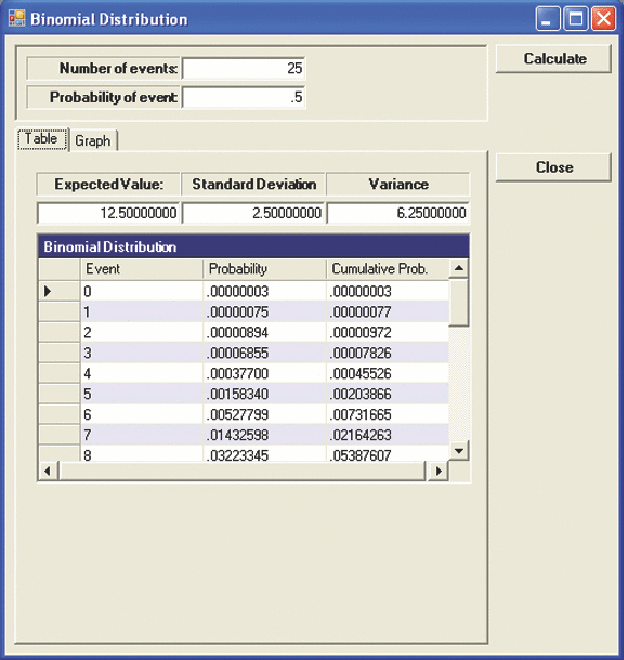 Binomial Distribution
Calculate
Number of events: 25
Probability of event: .5
Table Graph
Close
Expected Value: Standard Deviation Variance
12.50000000 2.50000000 6.25000000
Binomial Distribution
Event Probability Cumulative Prob.
0 .00000003 .00000003
1 .00000075 .00000077
2 .00000894 .00000972
3 .00006855 .00007826
4 .00037700 .00045526
5 .00158340 .00203866
6 .00527799 .00731665
7 .01432598 .02164263
8 .03223345 .05387607